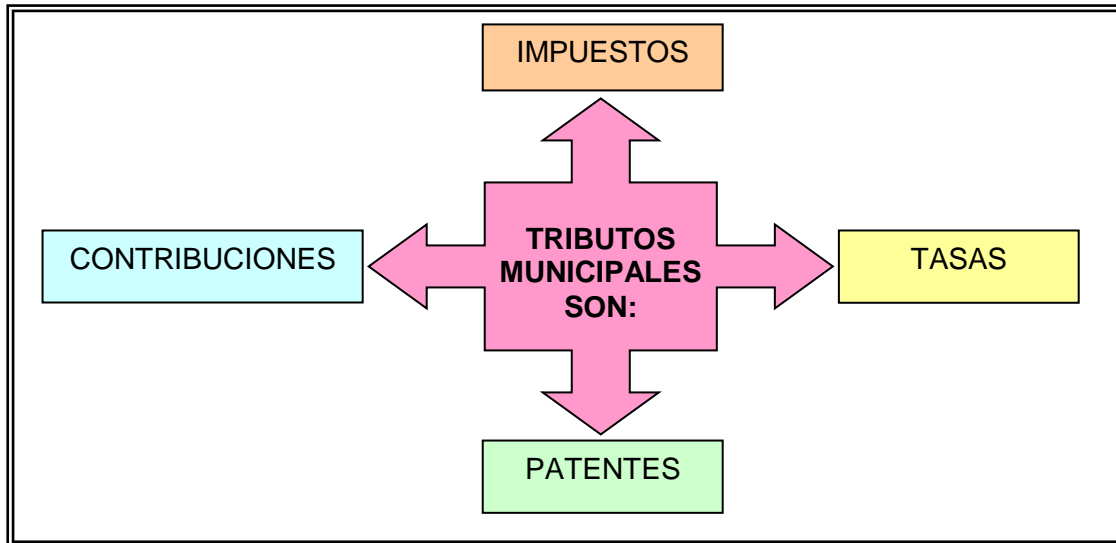 IMPUESTOS
CONTRIBUCIONES
TRIBUTOS
MUNICIPALES
SON:
TASAS
PATENTES